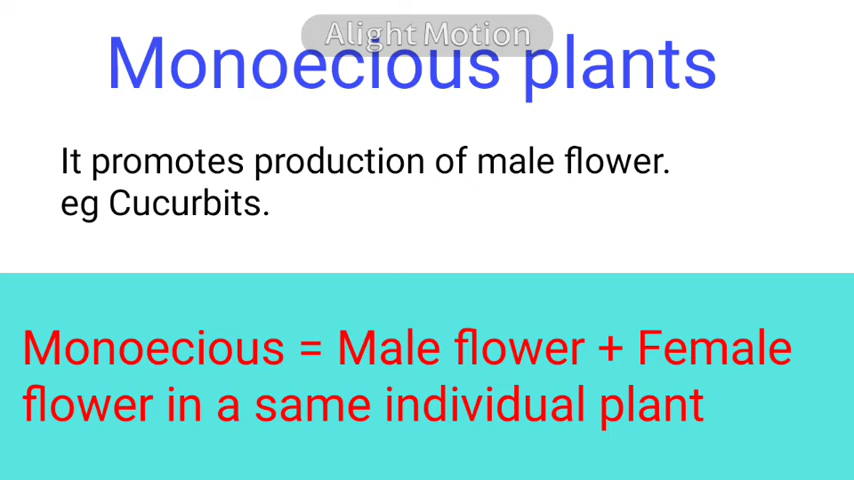 Alight Motion
Monoecious plants
It promotes production of male flower.
eg Cucurbits.
Monoecious = Male flower + Female
flower in a same individual plant